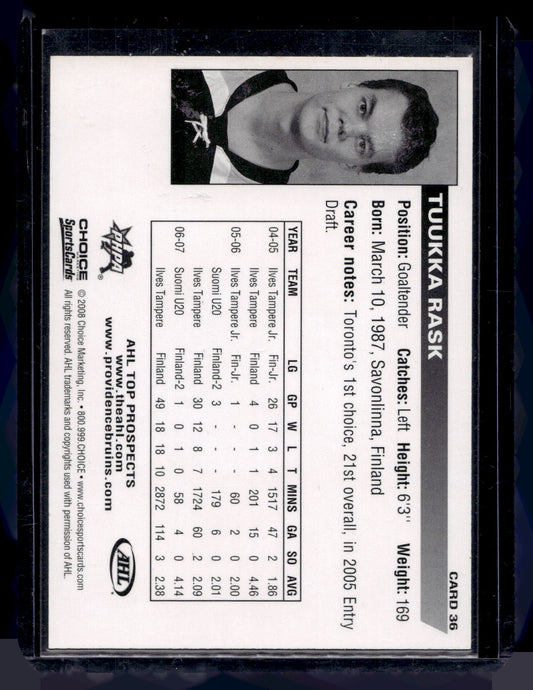 CARD 36
TUUKKA RASK
Position: Goaltender Catches: Left Height: 6'3" Weight: 169
Born: March 10, 1987, Savonlinna, Finland
Career notes: Toronto's 1st choice, 21st overall, in 2005 Entry
Draft.
YEAR TEAM LG GP W L T MINS GA SO AVG
04-05 Ilves Tampere Jr. Fin-Jr. 26 17 3 4 1517 47 2 1.86
Ilves Tampere Finland 4 0 1 1 201 15 0 4.46
05-06 Ilves Tampere Jr. Fin-Jr. 1 - - - 60 2 0 2.00
Suomi U20 Finland-2 3 - - - 179 6 0 2.01
Ilves Tampere Finland 30 12 8 7 1724 60 2 2.09
06-07 Suomi U20 Finland-2 1 0 1 0 58 4 0 4.14
Ilves Tampere Finland 49 18 18 10 2872 114 3 2.38
PHPA
AHL TOP PROSPECTS
www.theahl.com
www.providencebruins.com
AHL
CHOICE SportsCards
© 2008 Choice Marketing, Inc. • 800.999.CHOICE • www.choicesportscards.com
All rights reserved. AHL trademarks and copyrights used with permission of AHL.